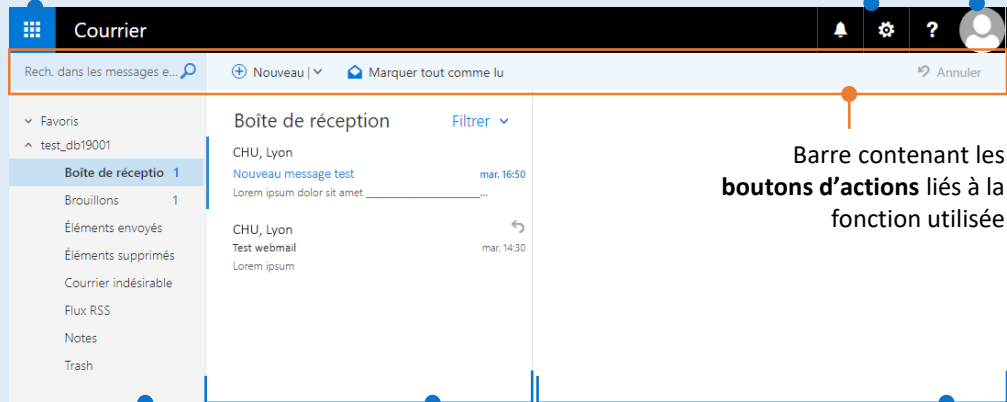 Courrier
?
Rech. dans les messages e...
Nouveau |
Marquer tout comme lu
Annuler
Favoris
test_db19001
Boîte de réceptio 1
Brouillons 1
Éléments envoyés
Éléments supprimés
Courrier indésirable
Flux RSS
Notes
Trash
Boîte de réception Filtrer
CHU, Lyon
Nouveau message test mar. 16:50
Lorem ipsum dolor sit amet ____________________...
CHU, Lyon
Test webmail mar. 14:30
Lorem ipsum
Barre contenant les
boutons d’actions liés à la
fonction utilisée